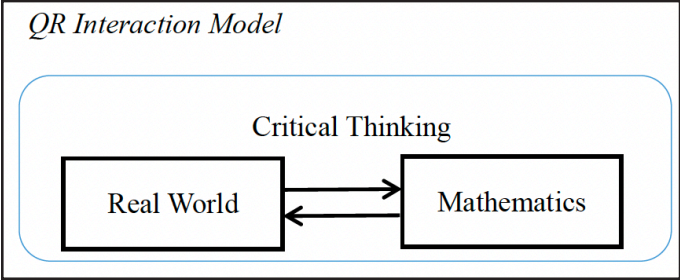 QR Interaction Model
Critical Thinking
Real World
Mathematics